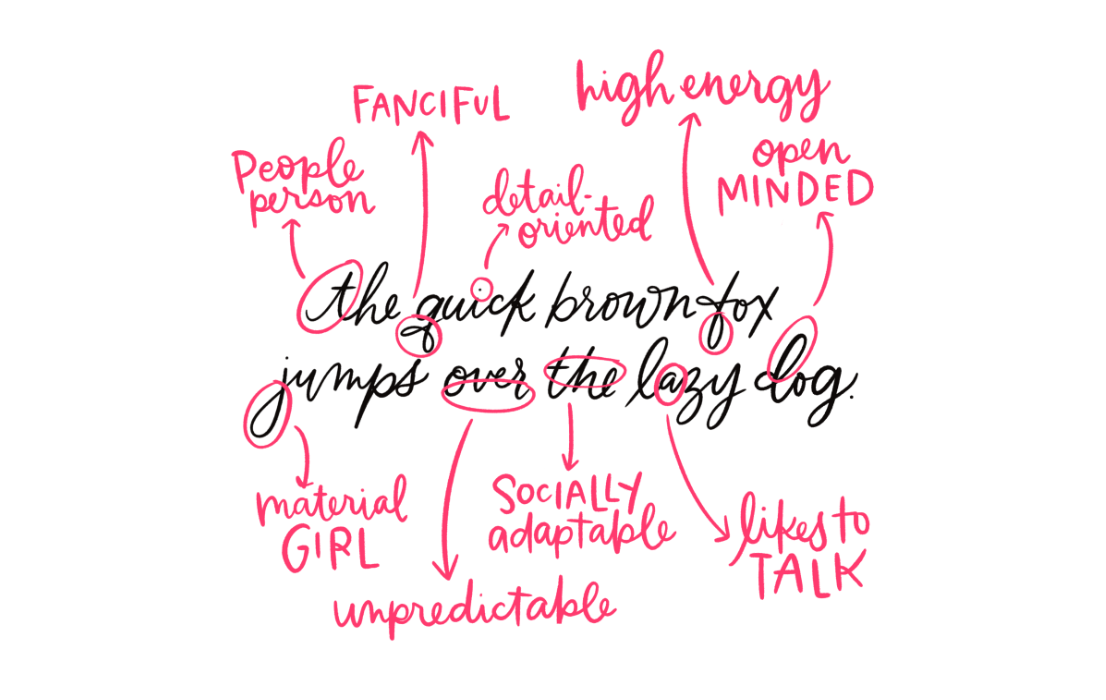 high energy
FANCIFUL
open
MINDED
People
person
detail-
oriented
the quick brown fox
jumps over the lazy dog.
material
GIRL
SOCIALLY
adaptable
likes to
TALK
unpredictable